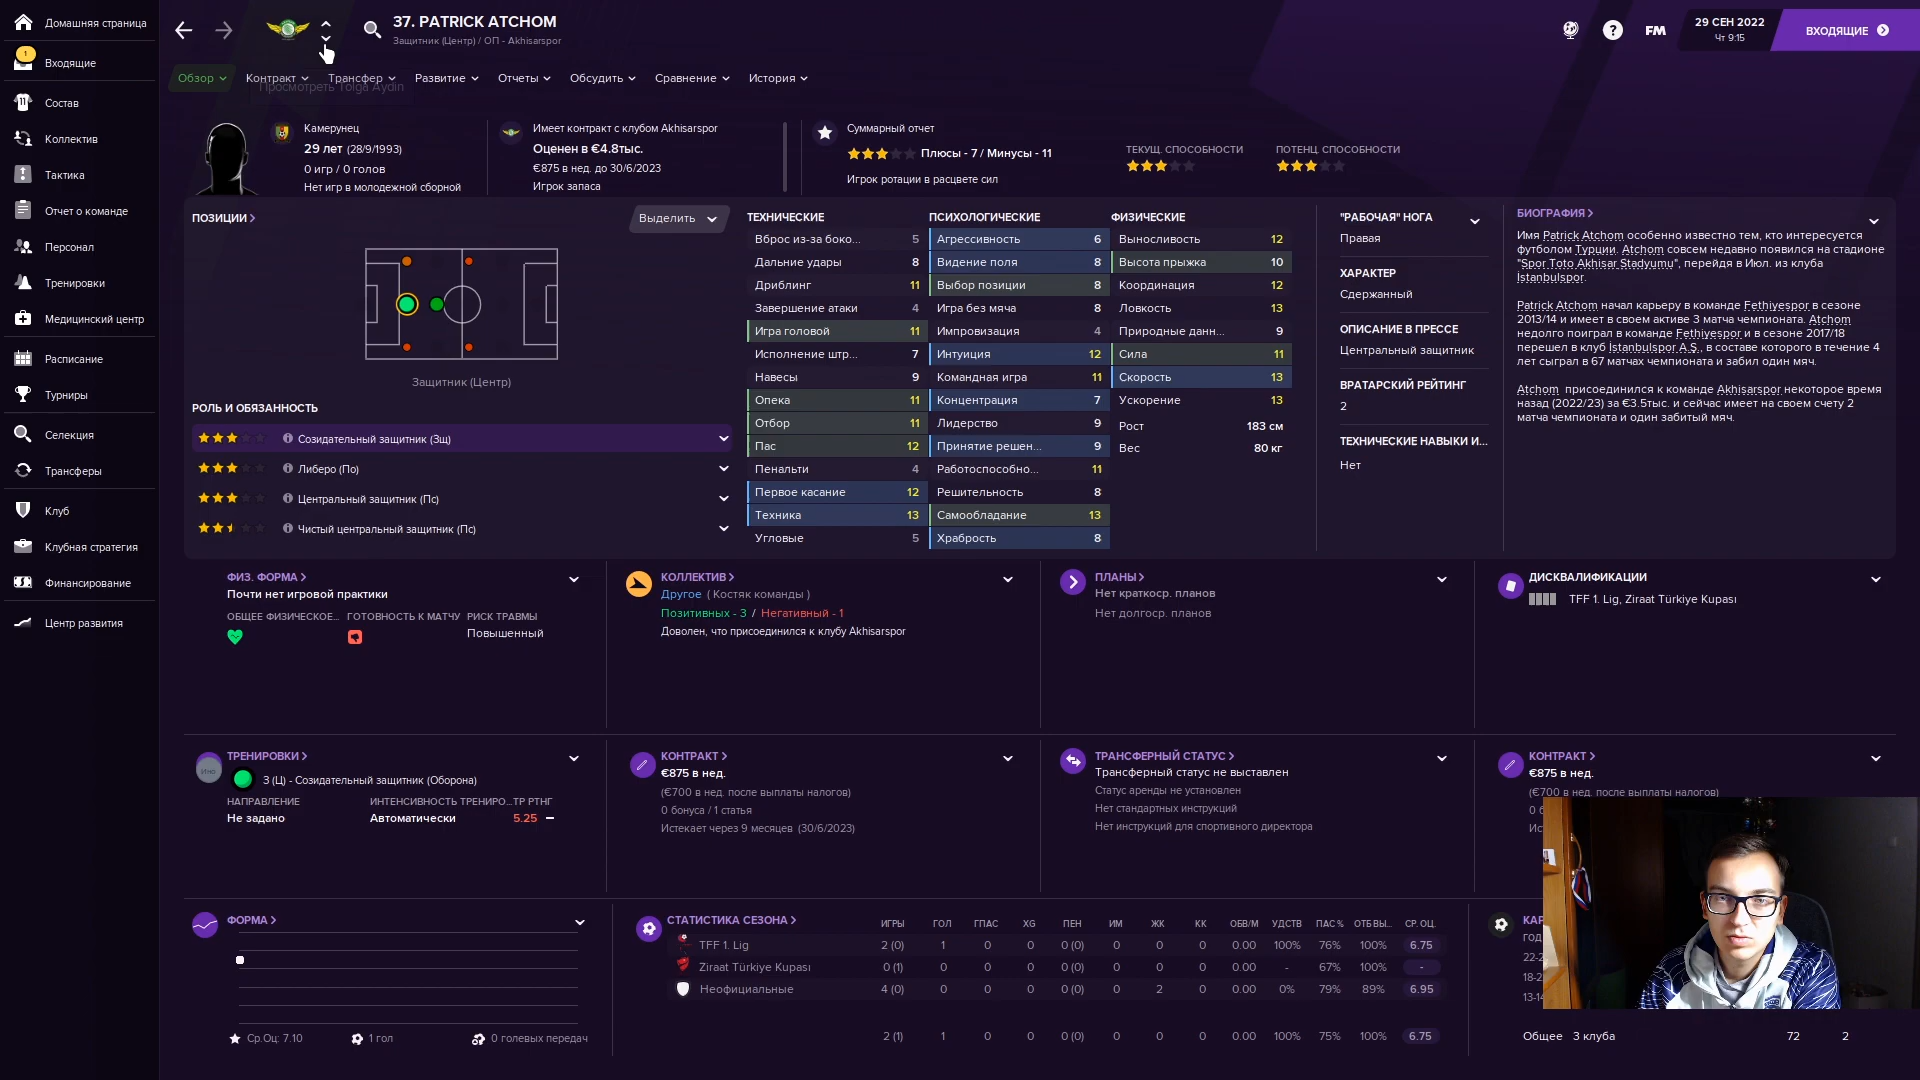 Домашняя страница
1
Входящие
Состав
Коллектив
Тактика
Отчет о команде
Персонал
Тренировки
Медицинский центр
Расписание
Турниры
Селекция
Трансферы
Клуб
Клубная стратегия
Финансирование
Центр развития
37. PATRICK ATCHOM
Защитник (Центр) / ОП - Akhisarspor
FM
29 СЕН 2022
Чт 9:15
ВХОДЯЩИЕ
Обзор
Контракт
Трансфер
Развитие
Отчеты
Обсудить
Сравнение
История
Просмотреть Tolga Aydin
Камерунец
29 лет (28/9/1993)
0 игр / 0 голов
Нет игр в молодежной сборной
Имеет контракт с клубом Akhisarspor
Оценен в €4.8тыс.
€875 в нед. до 30/6/2023
Игрок запаса
Суммарный отчет
Плюсы - 7 / Минусы - 11
Игрок ротации в расцвете сил
ТЕКУЩ. СПОСОБНОСТИ
ПОТЕНЦ. СПОСОБНОСТИ
ПОЗИЦИИ
Выделить
Защитник (Центр)
РОЛЬ И ОБЯЗАННОСТЬ
Созидательный защитник (Зщ)
Либеро (По)
Центральный защитник (Пс)
Чистый центральный защитник (Пс)
ТЕХНИЧЕСКИЕ
Вброс из-за боко... 5
Дальние удары 8
Дриблинг 11
Завершение атаки 4
Игра головой 11
Исполнение штр... 7
Навесы 9
Опека 11
Отбор 11
Пас 12
Пенальти 4
Первое касание 12
Техника 13
Угловые 5
ПСИХОЛОГИЧЕСКИЕ
Агрессивность 6
Видение поля 8
Выбор позиции 8
Игра без мяча 8
Импровизация 4
Интуиция 12
Командная игра 11
Концентрация 7
Лидерство 9
Принятие решен... 9
Работоспособно... 11
Решительность 8
Самообладание 13
Храбрость 8
ФИЗИЧЕСКИЕ
Выносливость 12
Высота прыжка 10
Координация 12
Ловкость 13
Природные данн... 9
Сила 11
Скорость 13
Ускорение 13
Рост 183 см
Вес 80 кг
"РАБОЧАЯ" НОГА
Правая
ХАРАКТЕР
Сдержанный
ОПИСАНИЕ В ПРЕССЕ
Центральный защитник
ВРАТАРСКИЙ РЕЙТИНГ
2
ТЕХНИЧЕСКИЕ НАВЫКИ И...
Нет
БИОГРАФИЯ
Имя Patrick Atchom особенно известно тем, кто интересуется
футболом Турции. Atchom совсем недавно появился на стадионе
"Spor Toto Akhisar Stadyumu", перейдя в Июл. из клуба
İstanbulspor.
Patrick Atchom начал карьеру в команде Fethiyespor в сезоне
2013/14 и имеет в своем активе 3 матча чемпионата. Atchom
недолго поиграл в команде Fethiyespor и в сезоне 2017/18
перешел в клуб İstanbulspor A.Ş., в составе которого в течение 4
лет сыграл в 67 матчах чемпионата и забил один мяч.
Atchom присоединился к команде Akhisarspor некоторое время
назад (2022/23) за €3.5тыс. и сейчас имеет на своем счету 2
матча чемпионата и один забитый мяч.
ФИЗ. ФОРМА
Почти нет игровой практики
ОБЩЕЕ ФИЗИЧЕСКОЕ... ГОТОВНОСТЬ К МАТЧУ РИСК ТРАВМЫ
Повышенный
КОЛЛЕКТИВ
Другое ( Костяк команды )
Позитивных - 3 / Негативный - 1
Доволен, что присоединился к клубу Akhisarspor
ПЛАНЫ
Нет краткоср. планов
Нет долгоср. планов
ДИСКВАЛИФИКАЦИИ
TFF 1. Lig, Ziraat Türkiye Kupası
ТРЕНИРОВКИ
З (Ц) - Созидательный защитник (Оборона)
НАПРАВЛЕНИЕ ИНТЕНСИВНОСТЬ ТРЕНИРО... ТР РТНГ
Не задано Автоматически 5.25
КОНТРАКТ
€875 в нед.
(€700 в нед. после выплаты налогов)
0 бонуса / 1 статья
Истекает через 9 месяцев (30/6/2023)
ТРАНСФЕРНЫЙ СТАТУС
Трансферный статус не выставлен
Статус аренды не установлен
Нет стандартных инструкций
Нет инструкций для спортивного директора
КОНТРАКТ
€875 в нед.
(€700 в нед. после выплаты налогов)
ФОРМА
Ср.Оц: 7.10
1 гол
0 голевых передач
СТАТИСТИКА СЕЗОНА ИГРЫ ГОЛ ГПАС XG ПЕН ИМ ЖК КК ОБВ/М УДСТВ ПАС % ОТБ ВЫ... СР. ОЦ.
TFF 1. Lig 2 (0) 1 0 0 0 (0) 0 0 0 0.00 100% 76% 100% 6.75
Ziraat Türkiye Kupası 0 (1) 0 0 0 0 (0) 0 0 0 0.00 - 67% 100% -
Неофициальные 4 (0) 0 0 0 0 (0) 0 2 0 0.00 0% 79% 89% 6.95
2 (1) 1 0 0 0 (0) 0 0 0 0.00 100% 75% 100% 6.75
ГОД
22-2
18-2
13-14
Общее 3 клуба 72 2